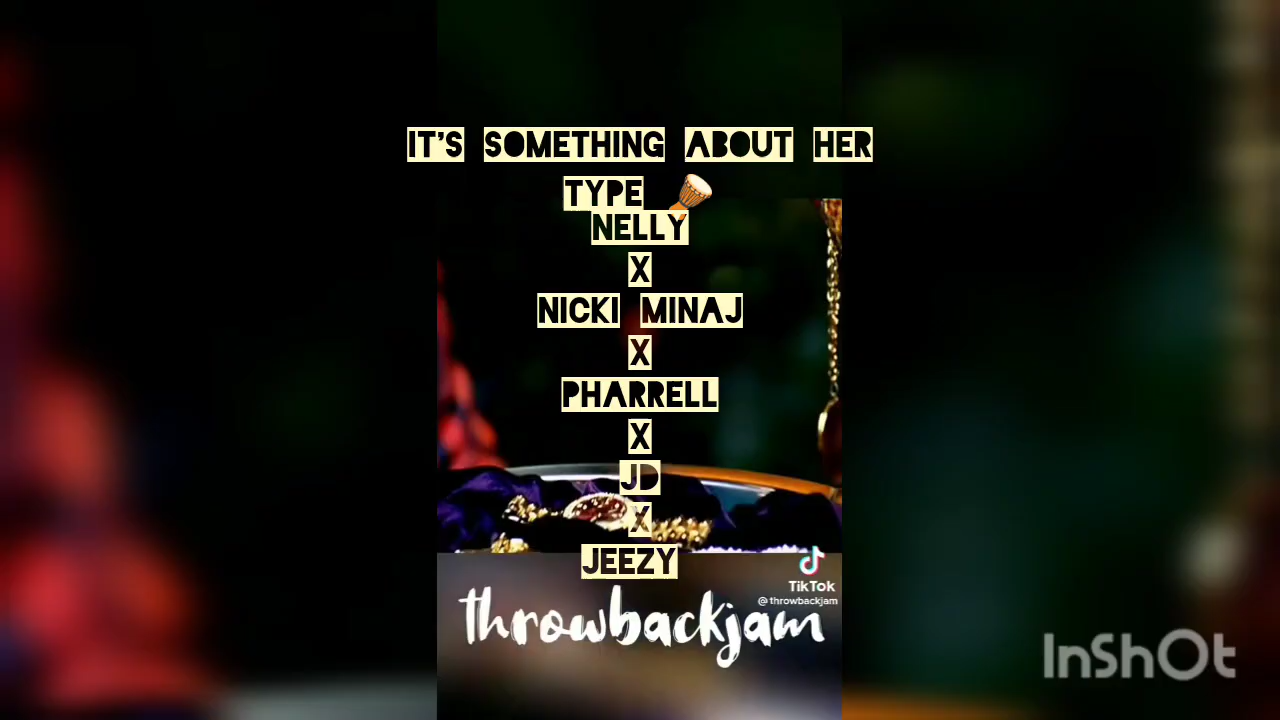 IT'S SOMETHING ABOUT HER
TYPE 🪘
NELLY
X
NICKI MINAJ
X
PHARRELL
X
JD
X
JEEZY
TikTok
@throwbackjam
throwbackjam
InShOt